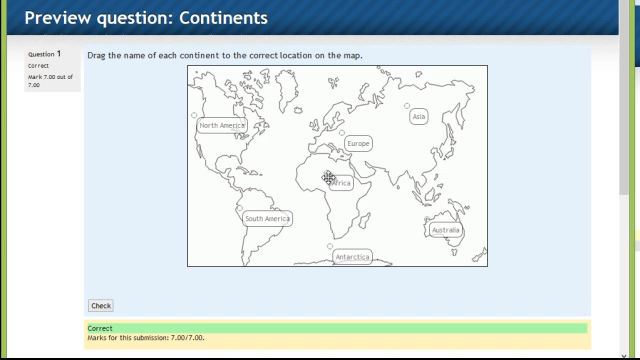 Preview question: Continents
Question 1
Correct
Mark 7.00 out of
7.00
Drag the name of each continent to the correct location on the map.
North America
Asia
Europe
Africa
South America
Australia
Antarctica
Check
Correct
Marks for this submission: 7.00/7.00.